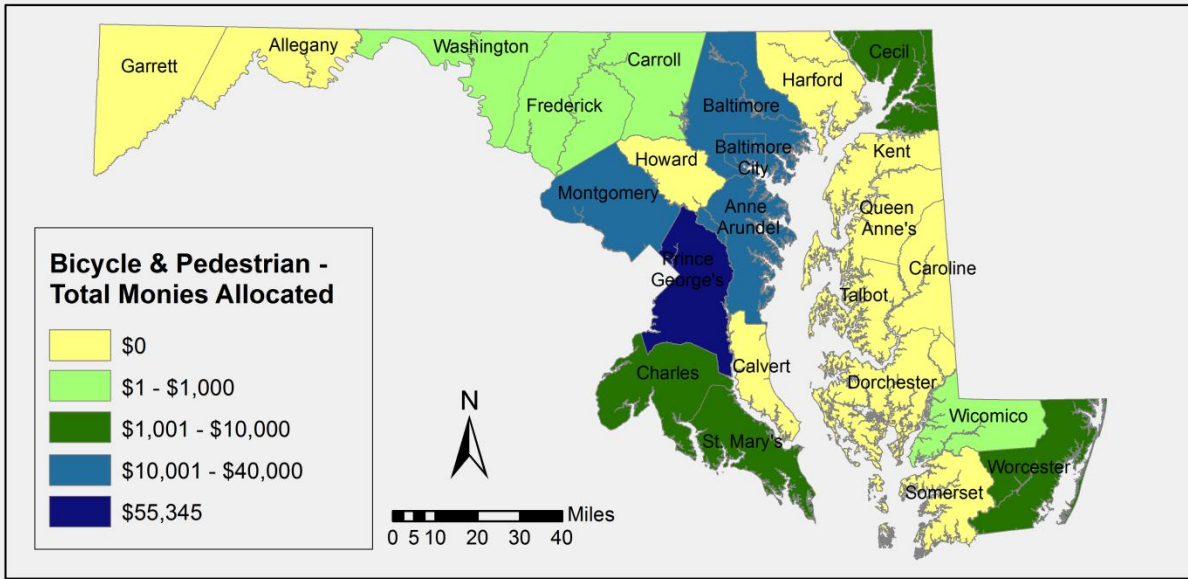 Garrett
Allegany
Washington
Frederick
Carroll
Baltimore
Baltimore
City
Harford
Cecil
Howard
Montgomery
Anne
Arundel
Prince
George's
Kent
Queen
Anne's
Caroline
Talbot
Calvert
Charles
St. Mary's
Dorchester
Wicomico
Worcester
Somerset
Bicycle & Pedestrian -
Total Monies Allocated
$0
$1 - $1,000
$1,001 - $10,000
$10,001 - $40,000
$55,345
N
Miles
0 5 10 20 30 40